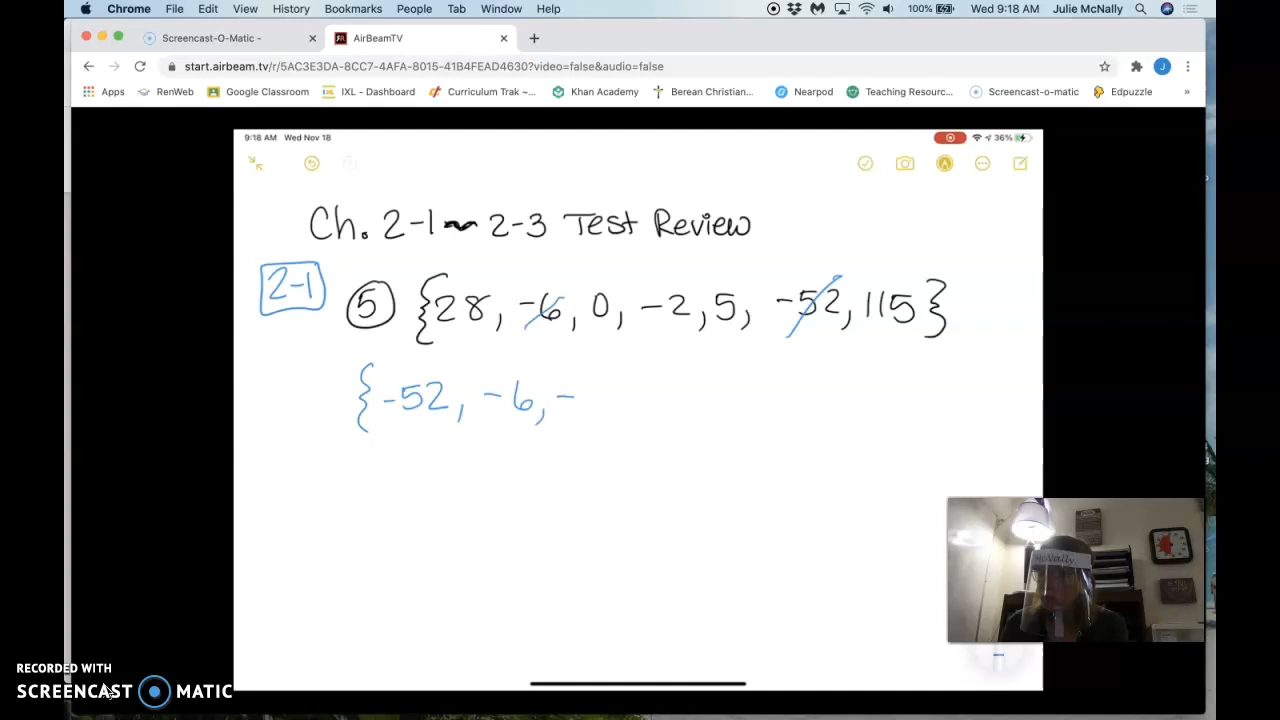 Chrome File Edit View History Bookmarks People Tab Window Help 100% Wed 9:18 AM Julie McNally
Screencast-O-Matic - AirBeamTV
start.airbeam.tv/r/5AC3E3DA-8CC7-4AFA-8015-41B4FEAD4630?video=false&audio=false
Apps RenWeb Google Classroom IXL - Dashboard Curriculum Trak ~... Khan Academy Berean Christian... Nearpod Teaching Resourc... Screencast-o-matic Edpuzzle »
9:18 AM Wed Nov 18 36%
Ch. 2-1 ~ 2-3 Test Review
2-1 5 {28, -6, 0, -2, 5, -52, 115}
{-52, -6, -
McNally
RECORDED WITH
SCREENCAST MATIC